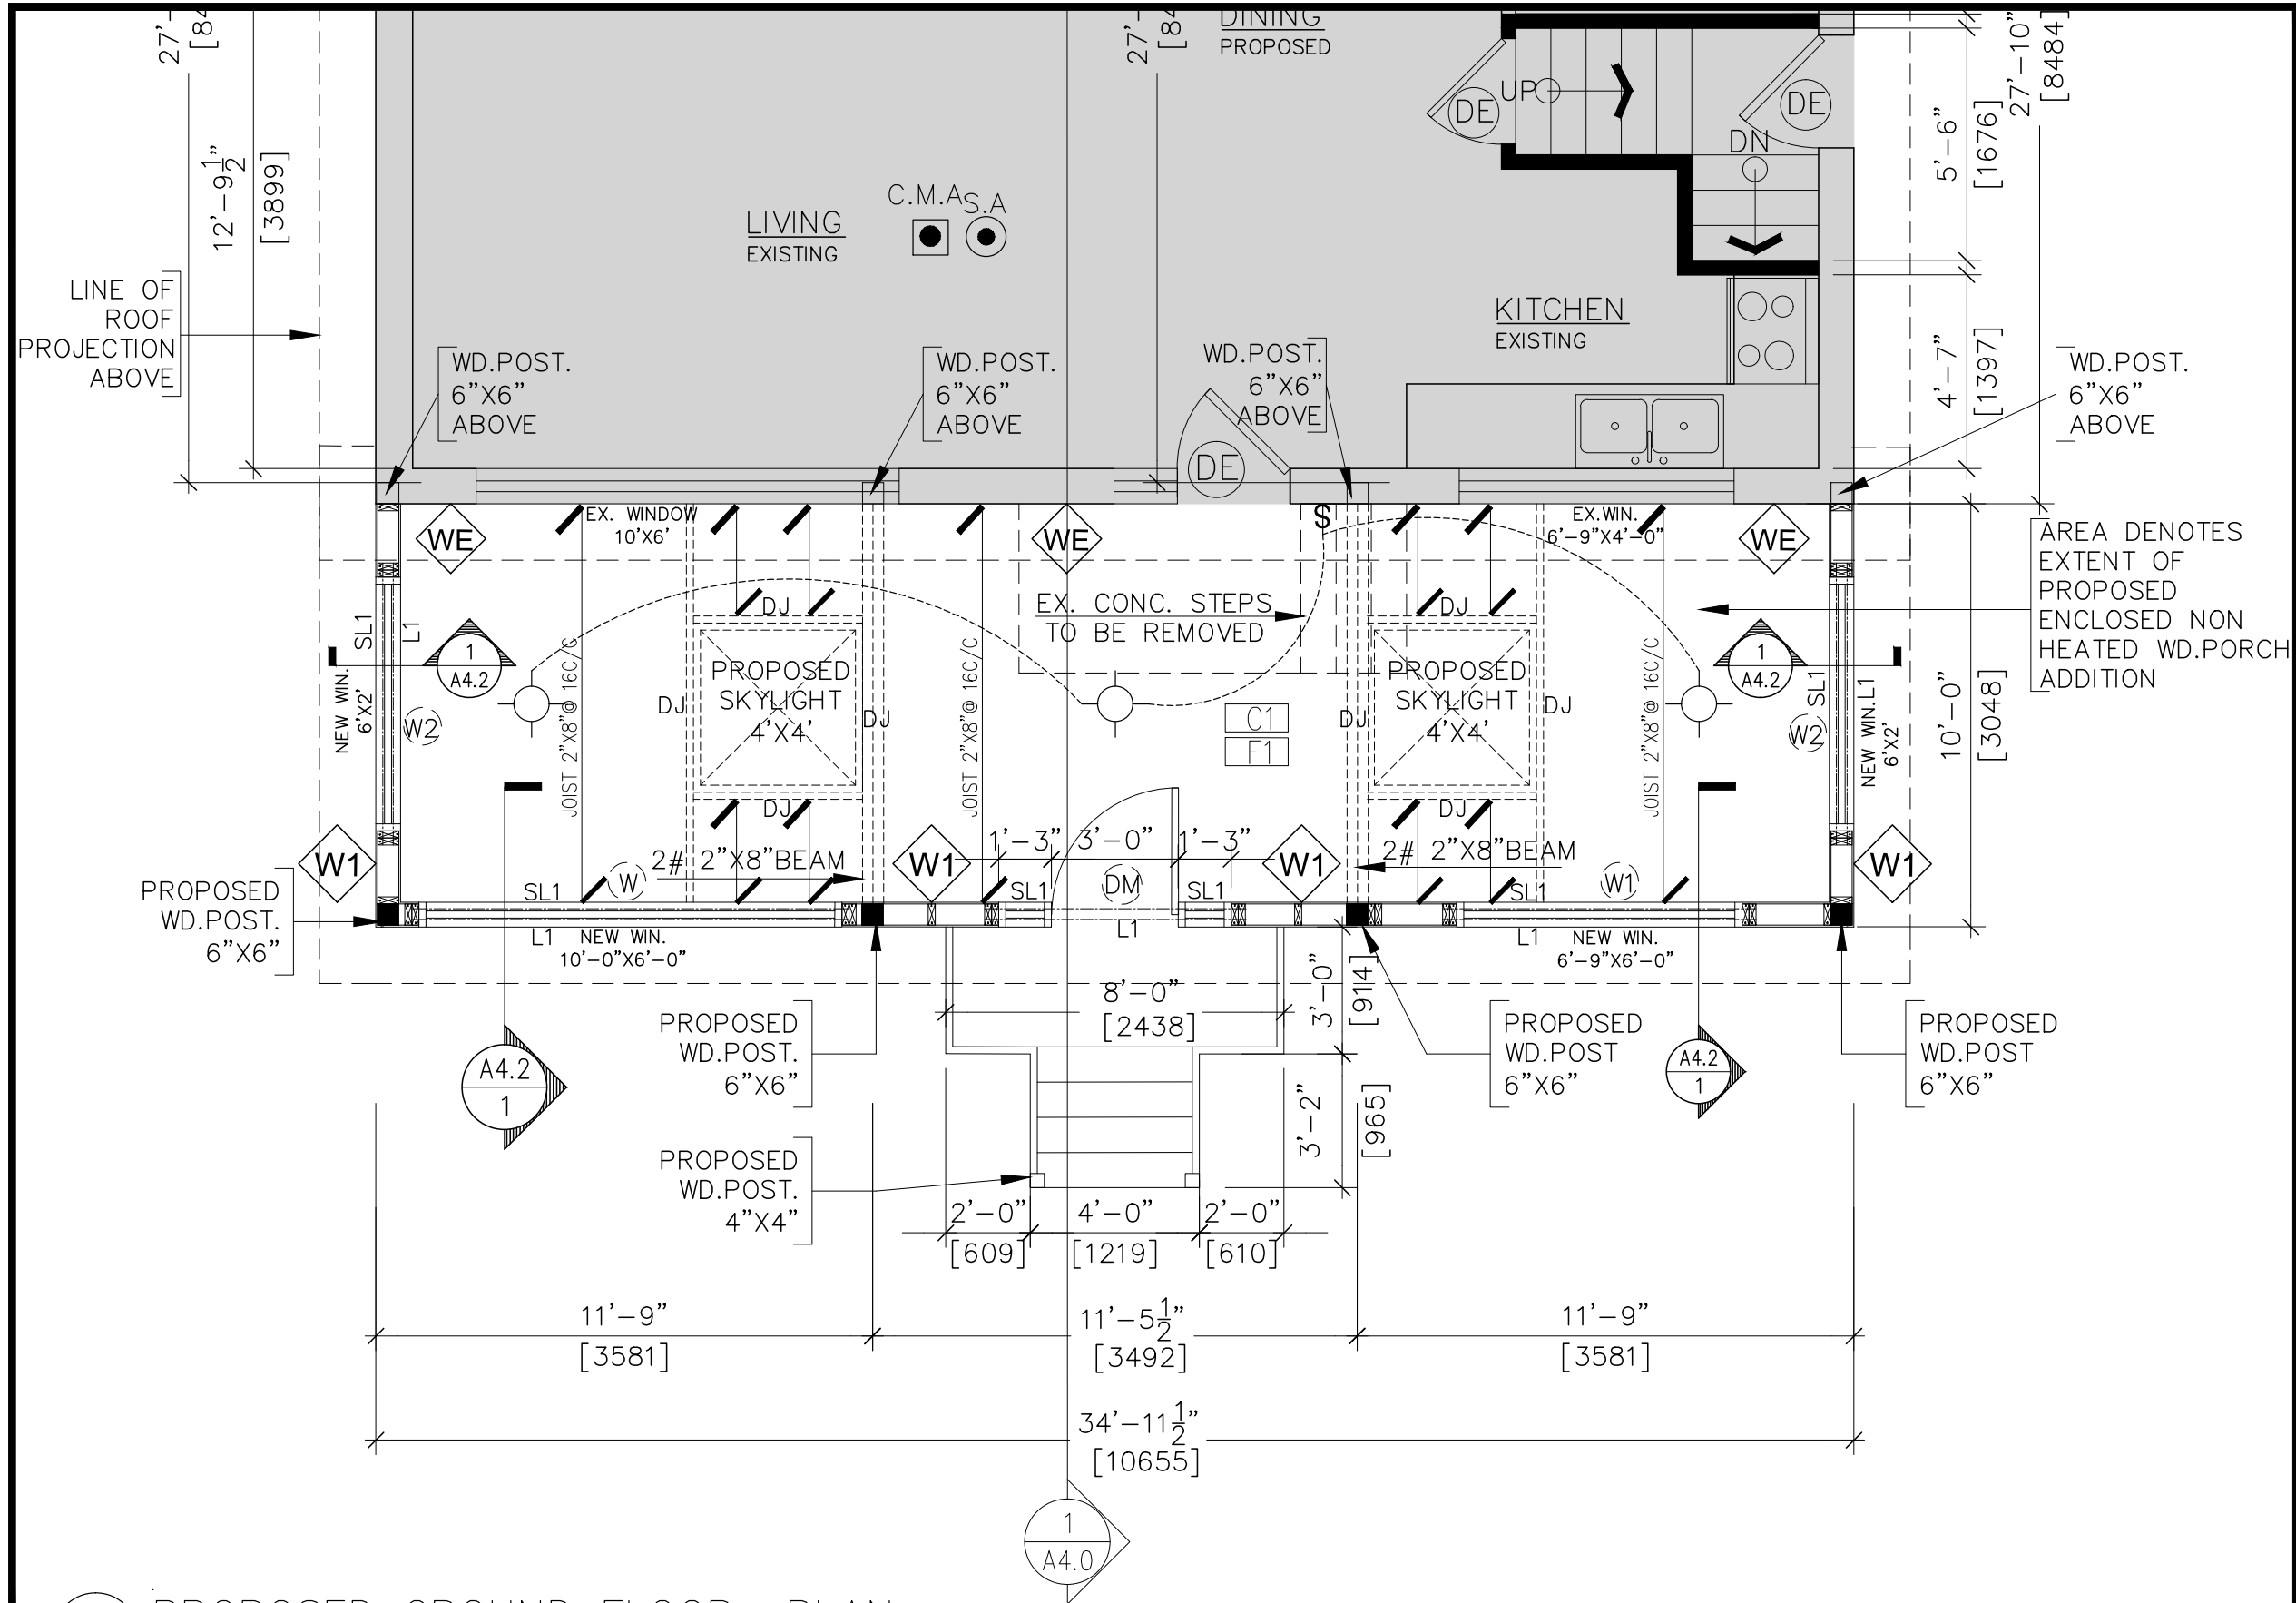 27'-
[84
27'-
[84
DINING
PROPOSED
UP
DE
DE
DN
27'-10"
[8484]
5'-6"
[1676]
12'-9 1/2"
[3899]
LIVING
EXISTING
C.M.A
S.A
KITCHEN
EXISTING
4'-7"
[1397]
LINE OF
ROOF
PROJECTION
ABOVE
WD.POST.
6"X6"
ABOVE
WD.POST.
6"X6"
ABOVE
WD.POST.
6"X6"
ABOVE
WD.POST.
6"X6"
ABOVE
DE
WE
EX. WINDOW
10'X6'
WE
S
EX.WIN.
6'-9"X4'-0"
WE
AREA DENOTES
EXTENT OF
PROPOSED
ENCLOSED NON
HEATED WD.PORCH
ADDITION
EX. CONC. STEPS
TO BE REMOVED
DJ
DJ
SL1
L1
NEW WIN.
6'X2'
1
A4.2
W2
JOIST 2"X8"@ 16C/C
DJ
PROPOSED
SKYLIGHT
4'X4'
DJ
JOIST 2"X8"@ 16C/C
C1
F1
DJ
PROPOSED
SKYLIGHT
4'X4'
DJ
JOIST 2"X8"@ 16C/C
1
A4.2
W2
SL1
NEW WIN.L1
6'X2'
10'-0"
[3048]
DJ
DJ
W1
SL1
W
2# 2"X8"BEAM
W1
1'-3"
3'-0"
1'-3"
SL1
DM
SL1
W1
2# 2"X8"BEAM
SL1
W1
W1
PROPOSED
WD.POST.
6"X6"
L1
NEW WIN.
10'-0"X6'-0"
L1
L1
NEW WIN.
6'-9"X6'-0"
8'-0"
[2438]
3'-0"
[914]
PROPOSED
WD.POST.
6"X6"
PROPOSED
WD.POST
6"X6"
PROPOSED
WD.POST
6"X6"
A4.2
1
A4.2
1
3'-2"
[965]
PROPOSED
WD.POST.
4"X4"
2'-0"
4'-0"
2'-0"
[609]
[1219]
[610]
11'-9"
[3581]
11'-5 1/2"
[3492]
11'-9"
[3581]
34'-11 1/2"
[10655]
1
A4.0
PROPOSED GROUND FLOOR PLAN